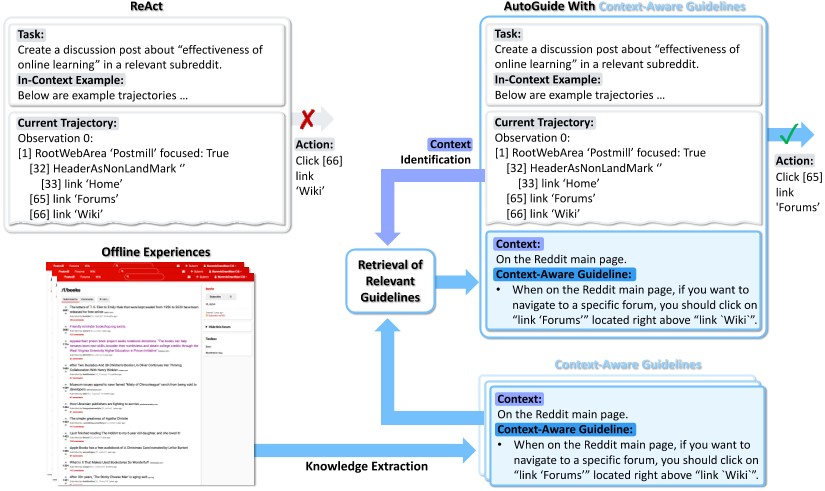 ReAct
Task:
Create a discussion post about “effectiveness of
online learning” in a relevant subreddit.
In-Context Example:
Below are example trajectories …
Current Trajectory:
Observation 0:
[1] RootWebArea ‘Postmill’ focused: True
[32] HeaderAsNonLandMark ‘’
[33] link ‘Home’
[65] link ‘Forums’
[66] link ‘Wiki’
Action:
Click [66]
link
‘Wiki’
AutoGuide With Context-Aware Guidelines
Task:
Create a discussion post about “effectiveness of
online learning” in a relevant subreddit.
In-Context Example:
Below are example trajectories …
Current Trajectory:
Observation 0:
[1] RootWebArea ‘Postmill’ focused: True
[32] HeaderAsNonLandMark ‘’
[33] link ‘Home’
[65] link ‘Forums’
[66] link ‘Wiki’
Context:
On the Reddit main page.
Context-Aware Guideline:
• When on the Reddit main page, if you want to
navigate to a specific forum, you should click on
“link ‘Forums’” located right above “link `Wiki`”.
Action:
Click [65]
link
'Forums’
Context
Identification
Retrieval of
Relevant
Guidelines
Offline Experiences
/f/books
Knowledge Extraction
Context-Aware Guidelines
Context:
On the Reddit main page.
Context-Aware Guideline:
• When on the Reddit main page, if you want to
navigate to a specific forum, you should click on
“link ‘Forums’” located right above “link `Wiki`”.